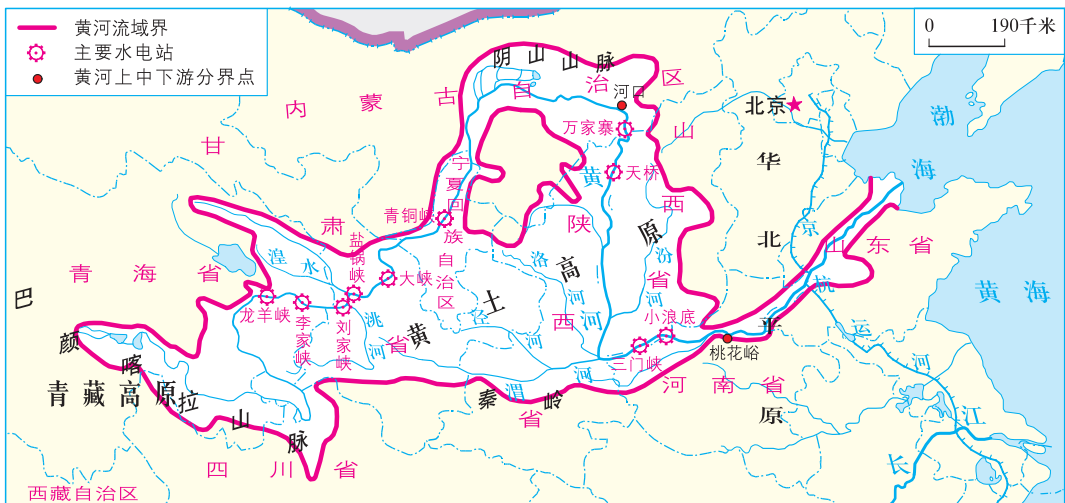 黄河流域界
主要水电站
黄河上中下游分界点
0 190千米
阴山山脉
内蒙古自治区
河口
北京
渤海
万家寨
山西省
甘肃省
宁夏回族自治区
黄河
天桥
华北平原
青铜峡
陕西省
盐锅峡
黄土高原
汾河
京杭运河
山东省
湟水
洛河
大峡
青海省
黄海
龙羊峡
李家峡
刘家峡
洮河
泾河
小浪底
三门峡
桃花峪
巴颜喀拉山脉
青藏高原
渭河
秦岭
河南省
长江
四川省
西藏自治区